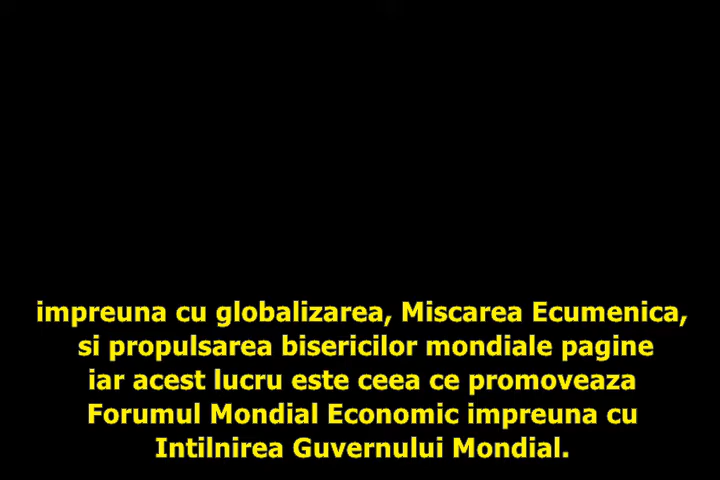 impreuna cu globalizarea, Miscarea Ecumenica,
si propulsarea bisericilor mondiale pagine
iar acest lucru este ceea ce promoveaza
Forumul Mondial Economic impreuna cu
Intilnirea Guvernului Mondial.